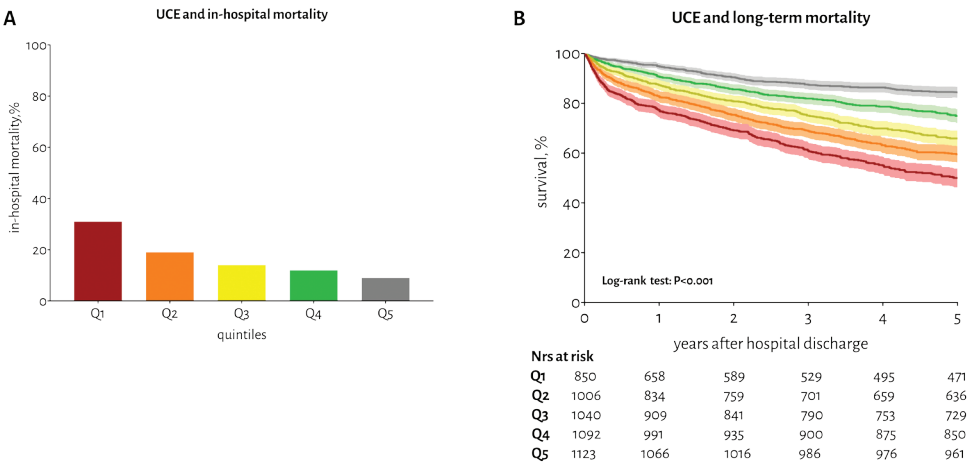 A
UCE and in-hospital mortality
in-hospital mortality,%
100
80
60
40
20
0
Q1 Q2 Q3 Q4 Q5
quintiles
B
UCE and long-term mortality
survival, %
100
80
60
40
20
0
Log-rank test: P<0.001
0 1 2 3 4 5
years after hospital discharge
Nrs at risk
Q1 850 658 589 529 495 471
Q2 1006 834 759 701 659 636
Q3 1040 909 841 790 753 729
Q4 1092 991 935 900 875 850
Q5 1123 1066 1016 986 976 961